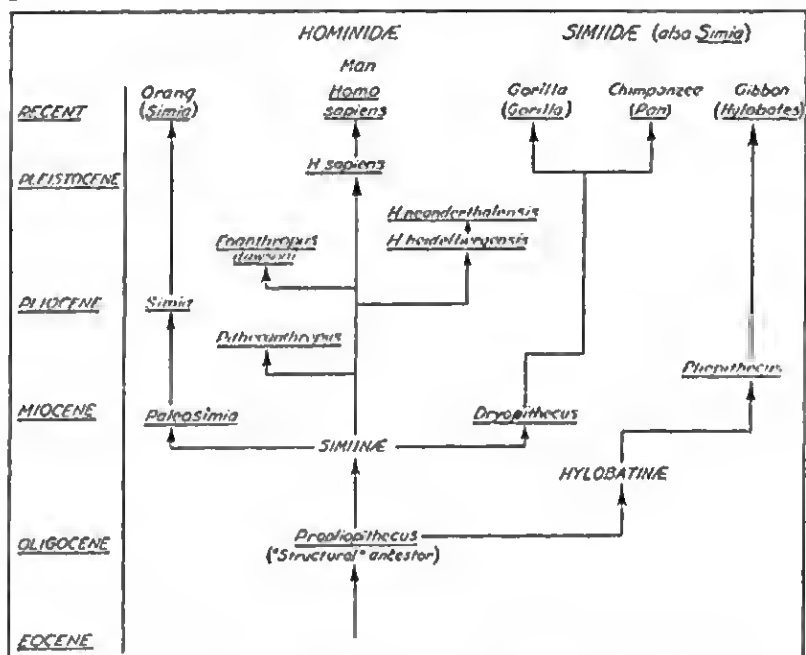 HOMINIDÆ
SIMIIDÆ (also Simia)
Man
Orang
Homo
Gorilla
Chimpanzee
Gibbon
RECENT
(Simia)
sapiens
(Gorilla)
(Pan)
(Hylobates)
H. sapiens
PLEISTOCENE
H. neanderthalensis
Eoanthropus
H. heidelbergensis
dawsoni
PLIOCENE
Simia
Pithecanthropus
Pliopithecus
MIOCENE
Paleosimia
Dryopithecus
SIMIINÆ
HYLOBATINÆ
OLIGOCENE
Propliopithecus
("Structural" ancestor)
EOCENE